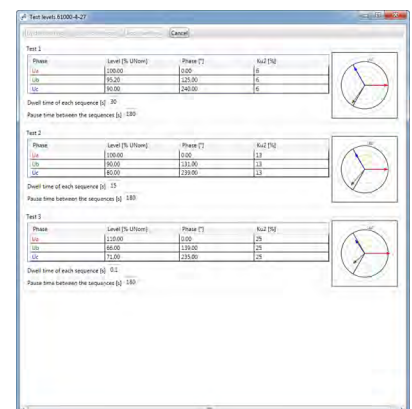 Test levels 61000-4-27
Cancel
Test 1
Phase Level [% UNom] Phase [°] Ku2 [%]
Ua 100.00 0.00 6
Ub 95.20 125.00 6
Uc 90.00 240.00 6
Dwell time of each sequence [s] 30
Pause time between the sequences [s] 180
Test 2
Phase Level [% UNom] Phase [°] Ku2 [%]
Ua 100.00 0.00 13
Ub 90.00 131.00 13
Uc 80.00 239.00 13
Dwell time of each sequence [s] 15
Pause time between the sequences [s] 180
Test 3
Phase Level [% UNom] Phase [°] Ku2 [%]
Ua 110.00 0.00 25
Ub 66.00 139.00 25
Uc 71.00 235.00 25
Dwell time of each sequence [s] 0.1
Pause time between the sequences [s] 180